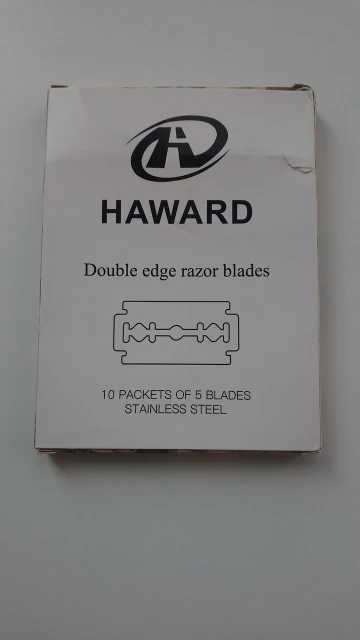 HAWARD
Double edge razor blades
10 PACKETS OF 5 BLADES
STAINLESS STEEL